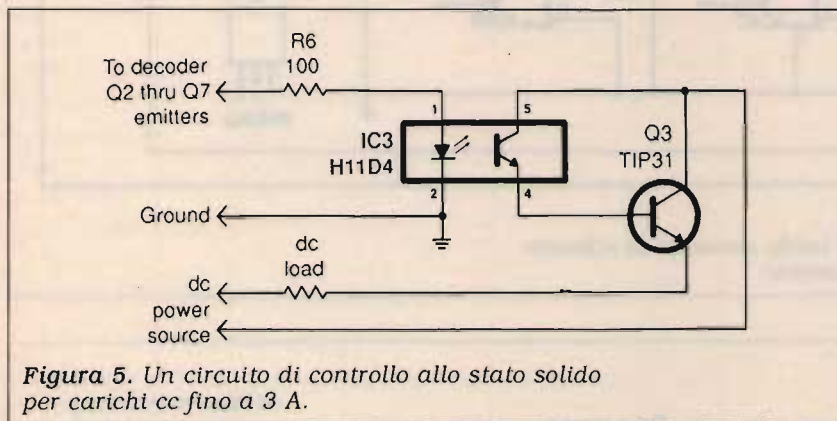 R6
100
To decoder
Q2 thru Q7
emitters
1
5
IC3
H11D4
Q3
TIP31
2
4
Ground
dc
load
dc
power
source
Figura 5. Un circuito di controllo allo stato solido
per carichi cc fino a 3 A.